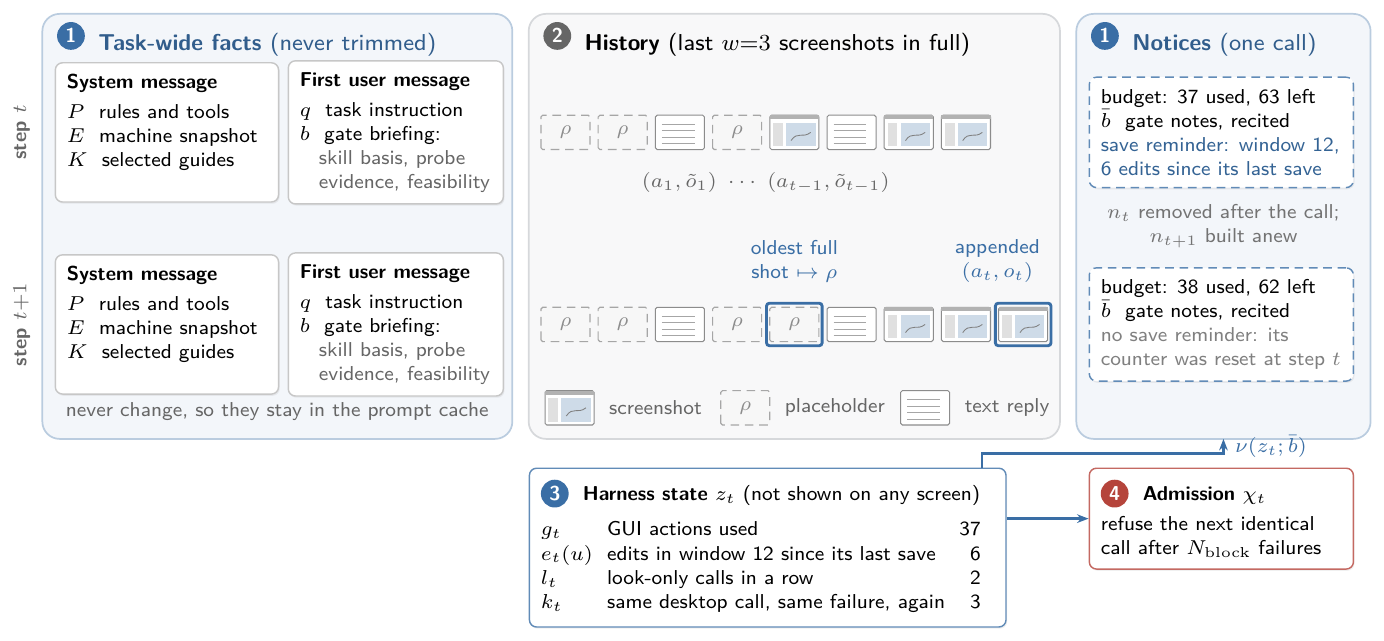 1 Task-wide facts (never trimmed)
step t
System message
P rules and tools
E machine snapshot
K selected guides
First user message
q task instruction
b gate briefing:
skill basis, probe
evidence, feasibility
step t+1
System message
P rules and tools
E machine snapshot
K selected guides
First user message
q task instruction
b gate briefing:
skill basis, probe
evidence, feasibility
never change, so they stay in the prompt cache
2 History (last w=3 screenshots in full)
ρ ρ ρ
(a₁, õ₁) ⋯ (aₜ₋₁, õₜ₋₁)
oldest full
shot ↦ ρ
appended
(aₜ, oₜ)
ρ ρ ρ ρ
screenshot ρ placeholder text reply
1 Notices (one call)
budget: 37 used, 63 left
b̄ gate notes, recited
save reminder: window 12,
6 edits since its last save
nₜ removed after the call;
nₜ₊₁ built anew
budget: 38 used, 62 left
b̄ gate notes, recited
no save reminder: its
counter was reset at step t
ν(zₜ; b̄)
3 Harness state zₜ (not shown on any screen)
gₜ GUI actions used 37
eₜ(u) edits in window 12 since its last save 6
lₜ look-only calls in a row 2
kₜ same desktop call, same failure, again 3
4 Admission χₜ
refuse the next identical
call after N_block failures